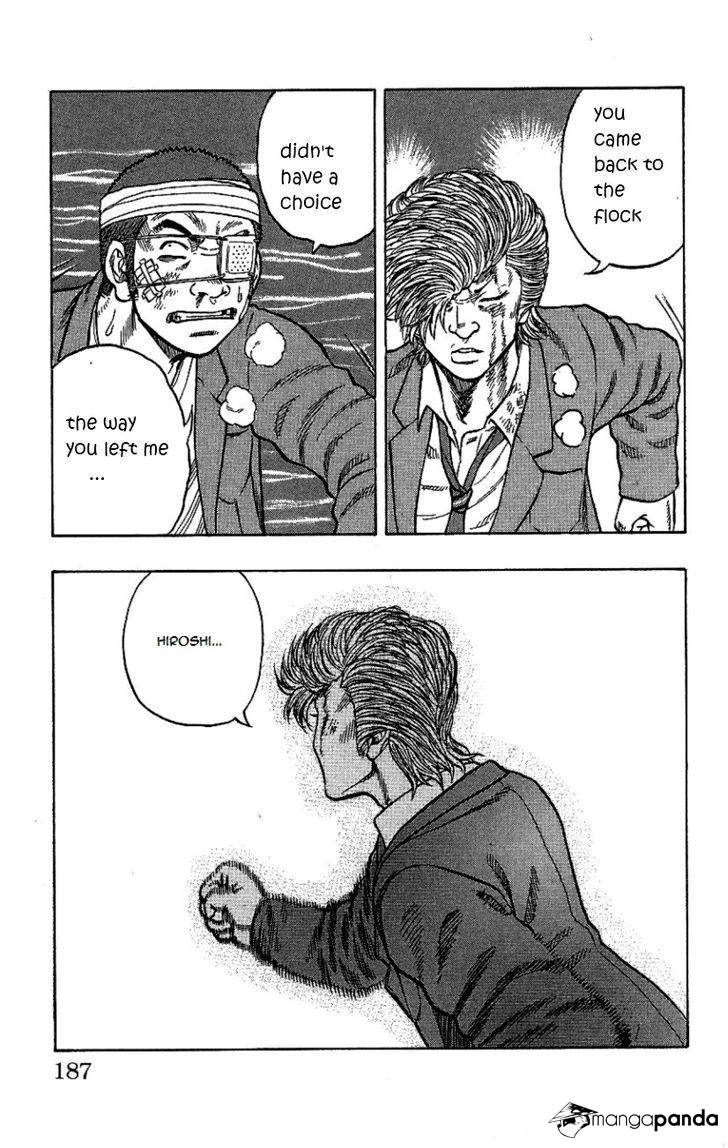 you
came
back to
the
flock
didn't
have a
choice
the way
you left me
...
HIROSHI...
187
mangapanda